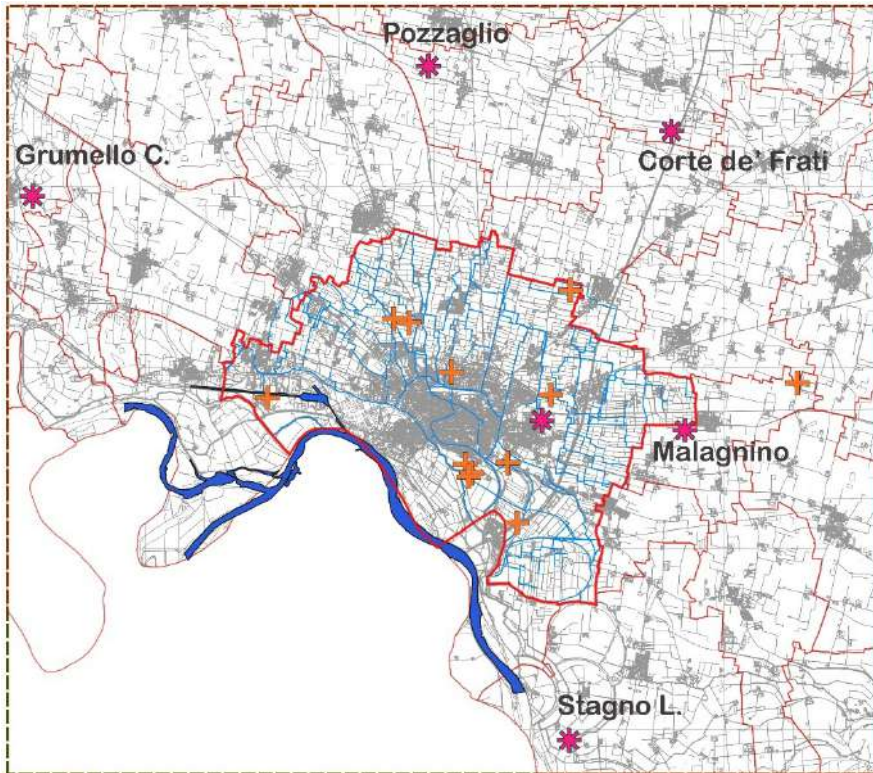 Pozzaglio
Corte de' Frati
Grumello C.
Malagnino
Stagno L.